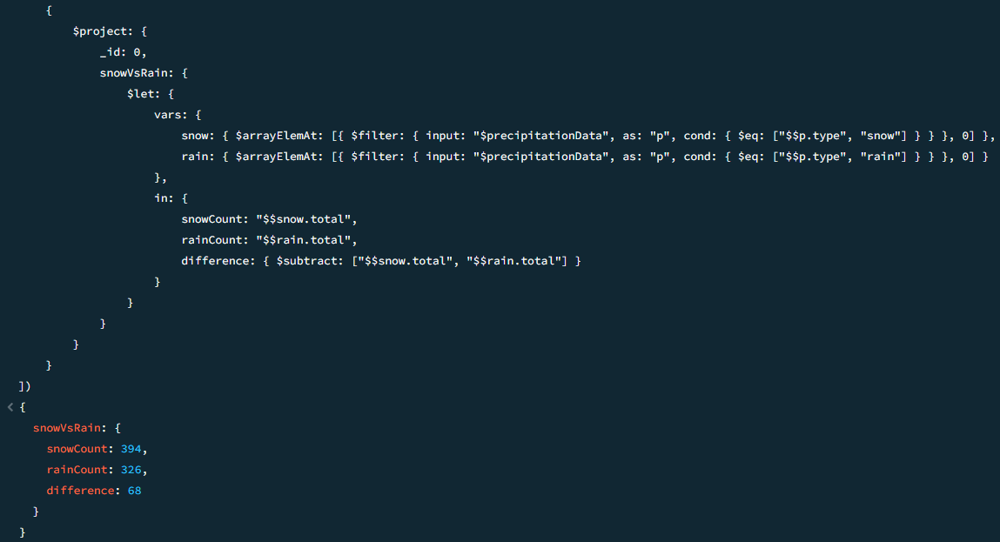 {
$project: {
_id: 0,
snowVsRain: {
$let: {
vars: {
snow: { $arrayElemAt: [{ $filter: { input: "$precipitationData", as: "p", cond: { $eq: ["$$p.type", "snow"] } } }, 0] },
rain: { $arrayElemAt: [{ $filter: { input: "$precipitationData", as: "p", cond: { $eq: ["$$p.type", "rain"] } } }, 0] }
},
in: {
snowCount: "$$snow.total",
rainCount: "$$rain.total",
difference: { $subtract: ["$$snow.total", "$$rain.total"] }
}
}
}
}
}
])
< {
snowVsRain: {
snowCount: 394,
rainCount: 326,
difference: 68
}
}